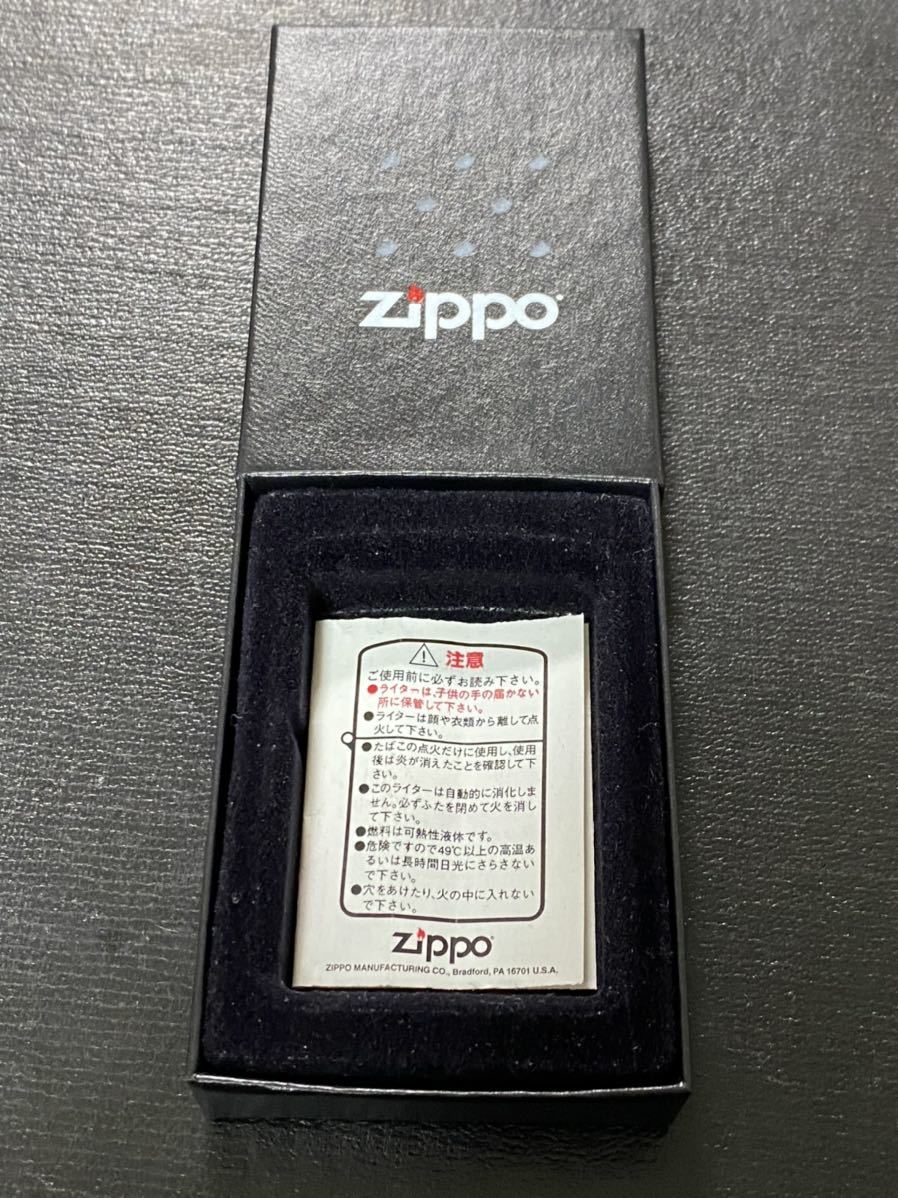 zippo
注意
ご使用前に必ずお読み下さい。
●ライターは、子供の手の届かない
所に保管して下さい。
●ライターは顔や衣類から離して点
火して下さい。
●たばこの点火だけに使用し、使用
後は炎が消えたことを確認して下
さい。
●このライターは自動的に消化しま
せん。必ずふたを閉めて火を消し
て下さい。
●燃料は可熱性液体です。
●危険ですので49℃以上の高温あ
るいは長時間日光にさらさない
で下さい。
●穴をあけたり、火の中に入れない
で下さい。
zippo
ZIPPO MANUFACTURING CO., Bradford, PA 16701 U.S.A.